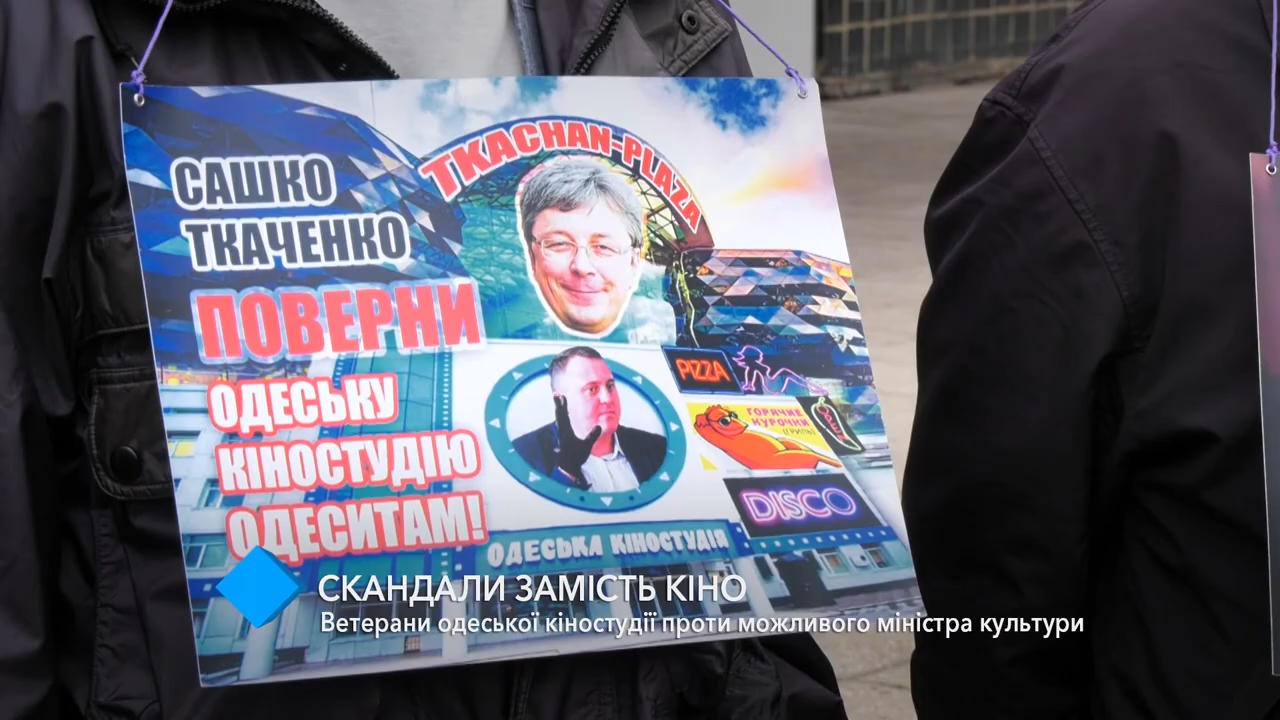 TKACHAN-PLAZA
САШКО
ТКАЧЕНКО
ПОВЕРНИ
ОДЕСЬКУ
КІНОСТУДІЮ
ОДЕСИТАМ!
PIZZA
ГОРЯЧИЕ
КУРОЧКИ
(ГРИЛЬ)
DISCO
ОДЕСЬКА КІНОСТУДІЯ
СКАНДАЛИ ЗАМІСТЬ КІНО
Ветерани одеської кіностудії проти можливого міністра культури